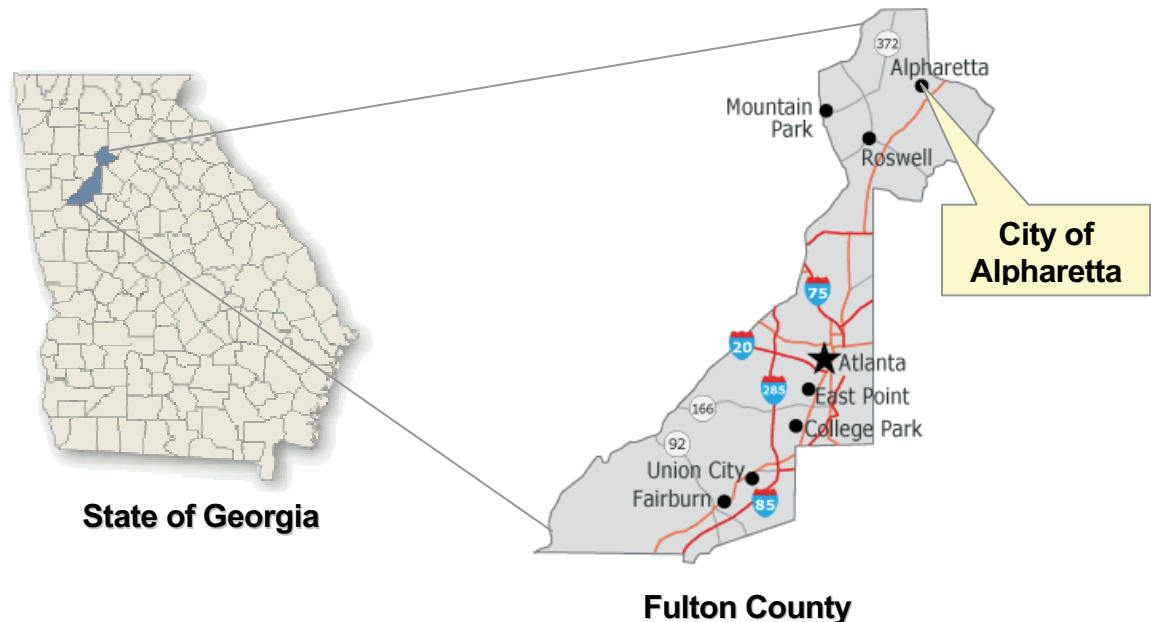 372
Alpharetta
Mountain
Park
Roswell
City of
Alpharetta
75
20
Atlanta
285
East Point
166
College Park
92
Union City
Fairburn
85
State of Georgia
Fulton County